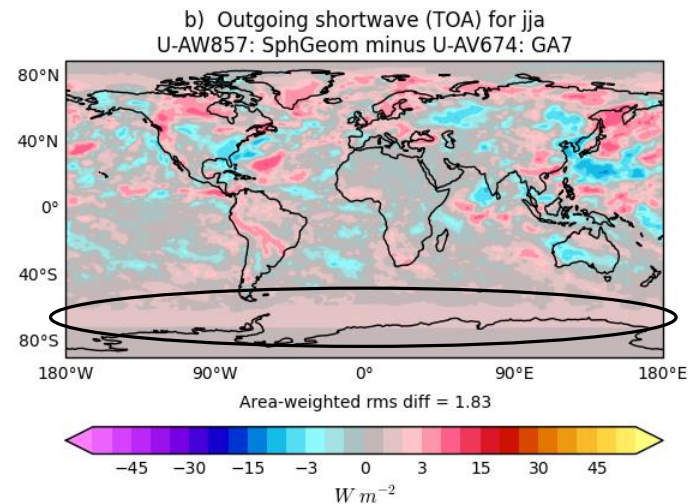 b) Outgoing shortwave (TOA) for jja
U-AW857: SphGeom minus U-AV674: GA7
80°N
40°N
0°
40°S
80°S
180°W 90°W 0° 90°E 180°E
Area-weighted rms diff = 1.83
−45 −30 −15 −3 0 3 15 30 45
W m⁻²